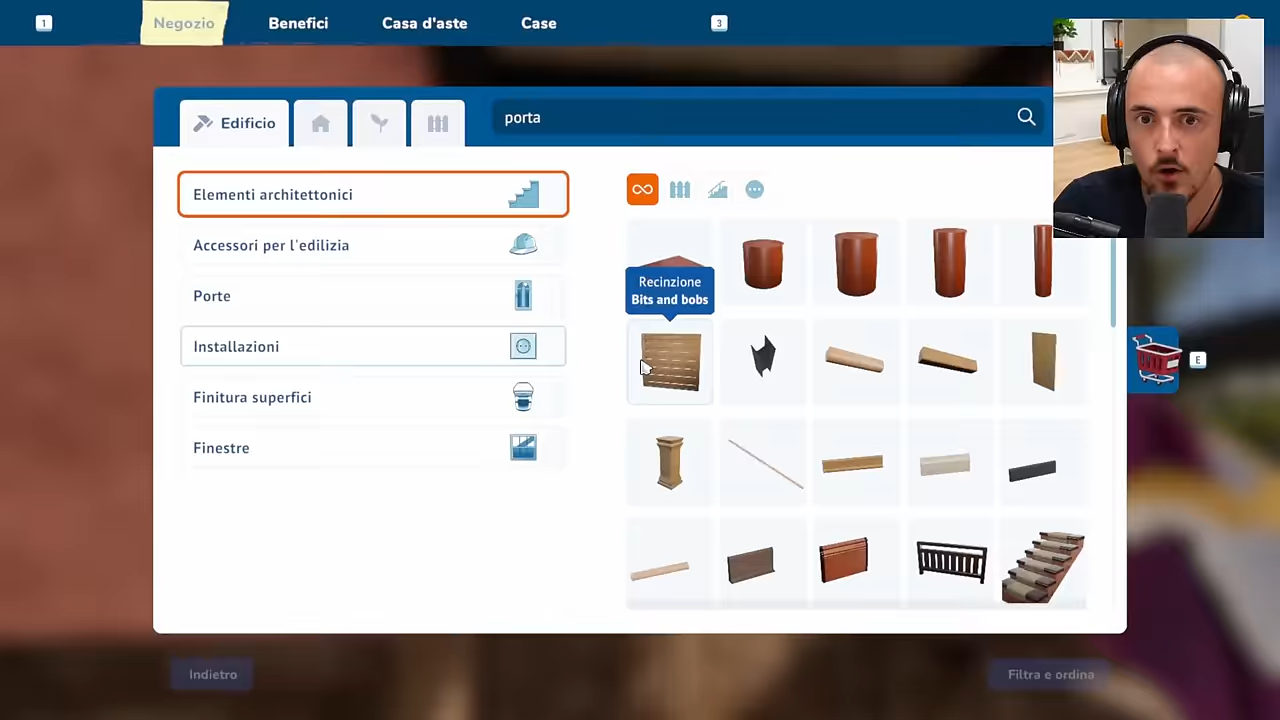 1
Negozio
Benefici
Casa d'aste
Case
3
Edificio
porta
Elementi architettonici
Accessori per l'edilizia
Porte
Installazioni
Finitura superfici
Finestre
Recinzione
Bits and bobs
E
Indietro
Filtra e ordina